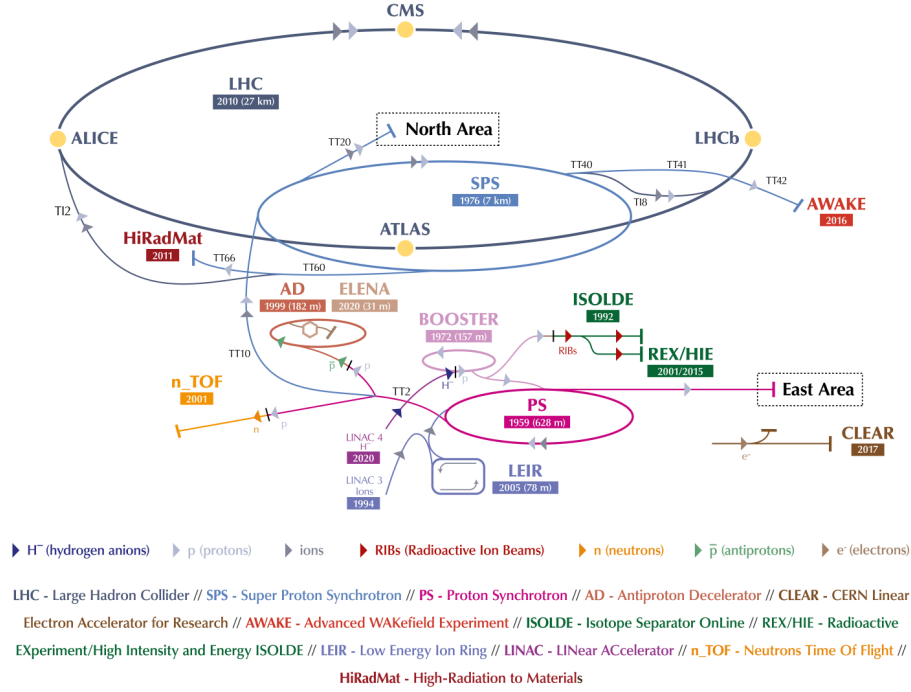 CMS
LHC
2010 (27 km)
ALICE
TT20
North Area
LHCb
TT40
TT41
TT42
SPS
1976 (7 km)
TI8
AWAKE
2016
TI2
ATLAS
HiRadMat
2011
TT66
TT60
AD
1999 (182 m)
ELENA
2020 (31 m)
ISOLDE
1992
BOOSTER
1972 (157 m)
RIBs
REX/HIE
2001/2015
TT10
p̅
p
TT2
H⁻
p
n_TOF
2001
East Area
PS
1959 (628 m)
n
p
LINAC 4
H⁻
2020
CLEAR
2017
e⁻
LINAC 3
Ions
1994
LEIR
2005 (78 m)
H⁻ (hydrogen anions)
p (protons)
ions
RIBs (Radioactive Ion Beams)
n (neutrons)
p̅ (antiprotons)
e⁻ (electrons)
LHC - Large Hadron Collider // SPS - Super Proton Synchrotron // PS - Proton Synchrotron // AD - Antiproton Decelerator // CLEAR - CERN Linear
Electron Accelerator for Research // AWAKE - Advanced WAKefield Experiment // ISOLDE - Isotope Separator OnLine // REX/HIE - Radioactive
EXperiment/High Intensity and Energy ISOLDE // LEIR - Low Energy Ion Ring // LINAC - LINear ACcelerator // n_TOF - Neutrons Time Of Flight //
HiRadMat - High-Radiation to Materials